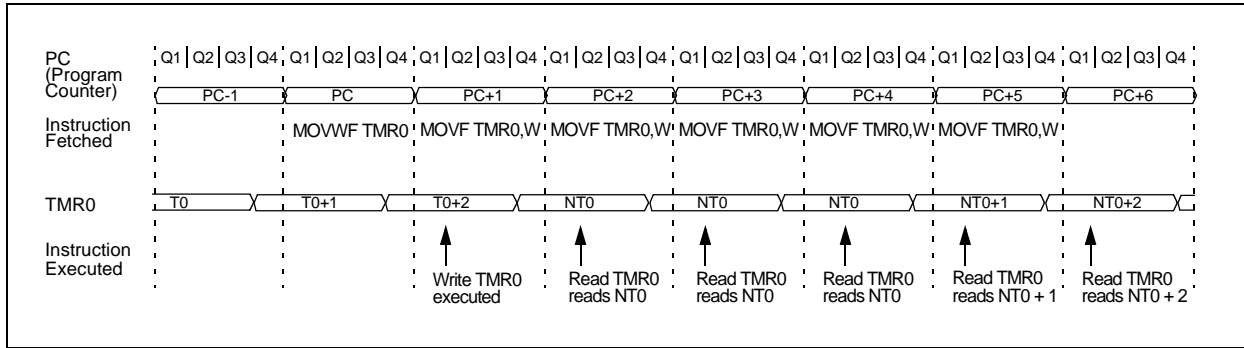 PC (Program Counter)
Q1 Q2 Q3 Q4 Q1 Q2 Q3 Q4 Q1 Q2 Q3 Q4 Q1 Q2 Q3 Q4 Q1 Q2 Q3 Q4 Q1 Q2 Q3 Q4 Q1 Q2 Q3 Q4 Q1 Q2 Q3 Q4
PC-1 PC PC+1 PC+2 PC+3 PC+4 PC+5 PC+6
Instruction Fetched
MOVWF TMR0 MOVF TMR0,W MOVF TMR0,W MOVF TMR0,W MOVF TMR0,W MOVF TMR0,W
TMR0
T0 T0+1 T0+2 NT0 NT0 NT0 NT0+1 NT0+2
Instruction Executed
Write TMR0 executed
Read TMR0 reads NT0
Read TMR0 reads NT0
Read TMR0 reads NT0
Read TMR0 reads NT0 + 1
Read TMR0 reads NT0 + 2